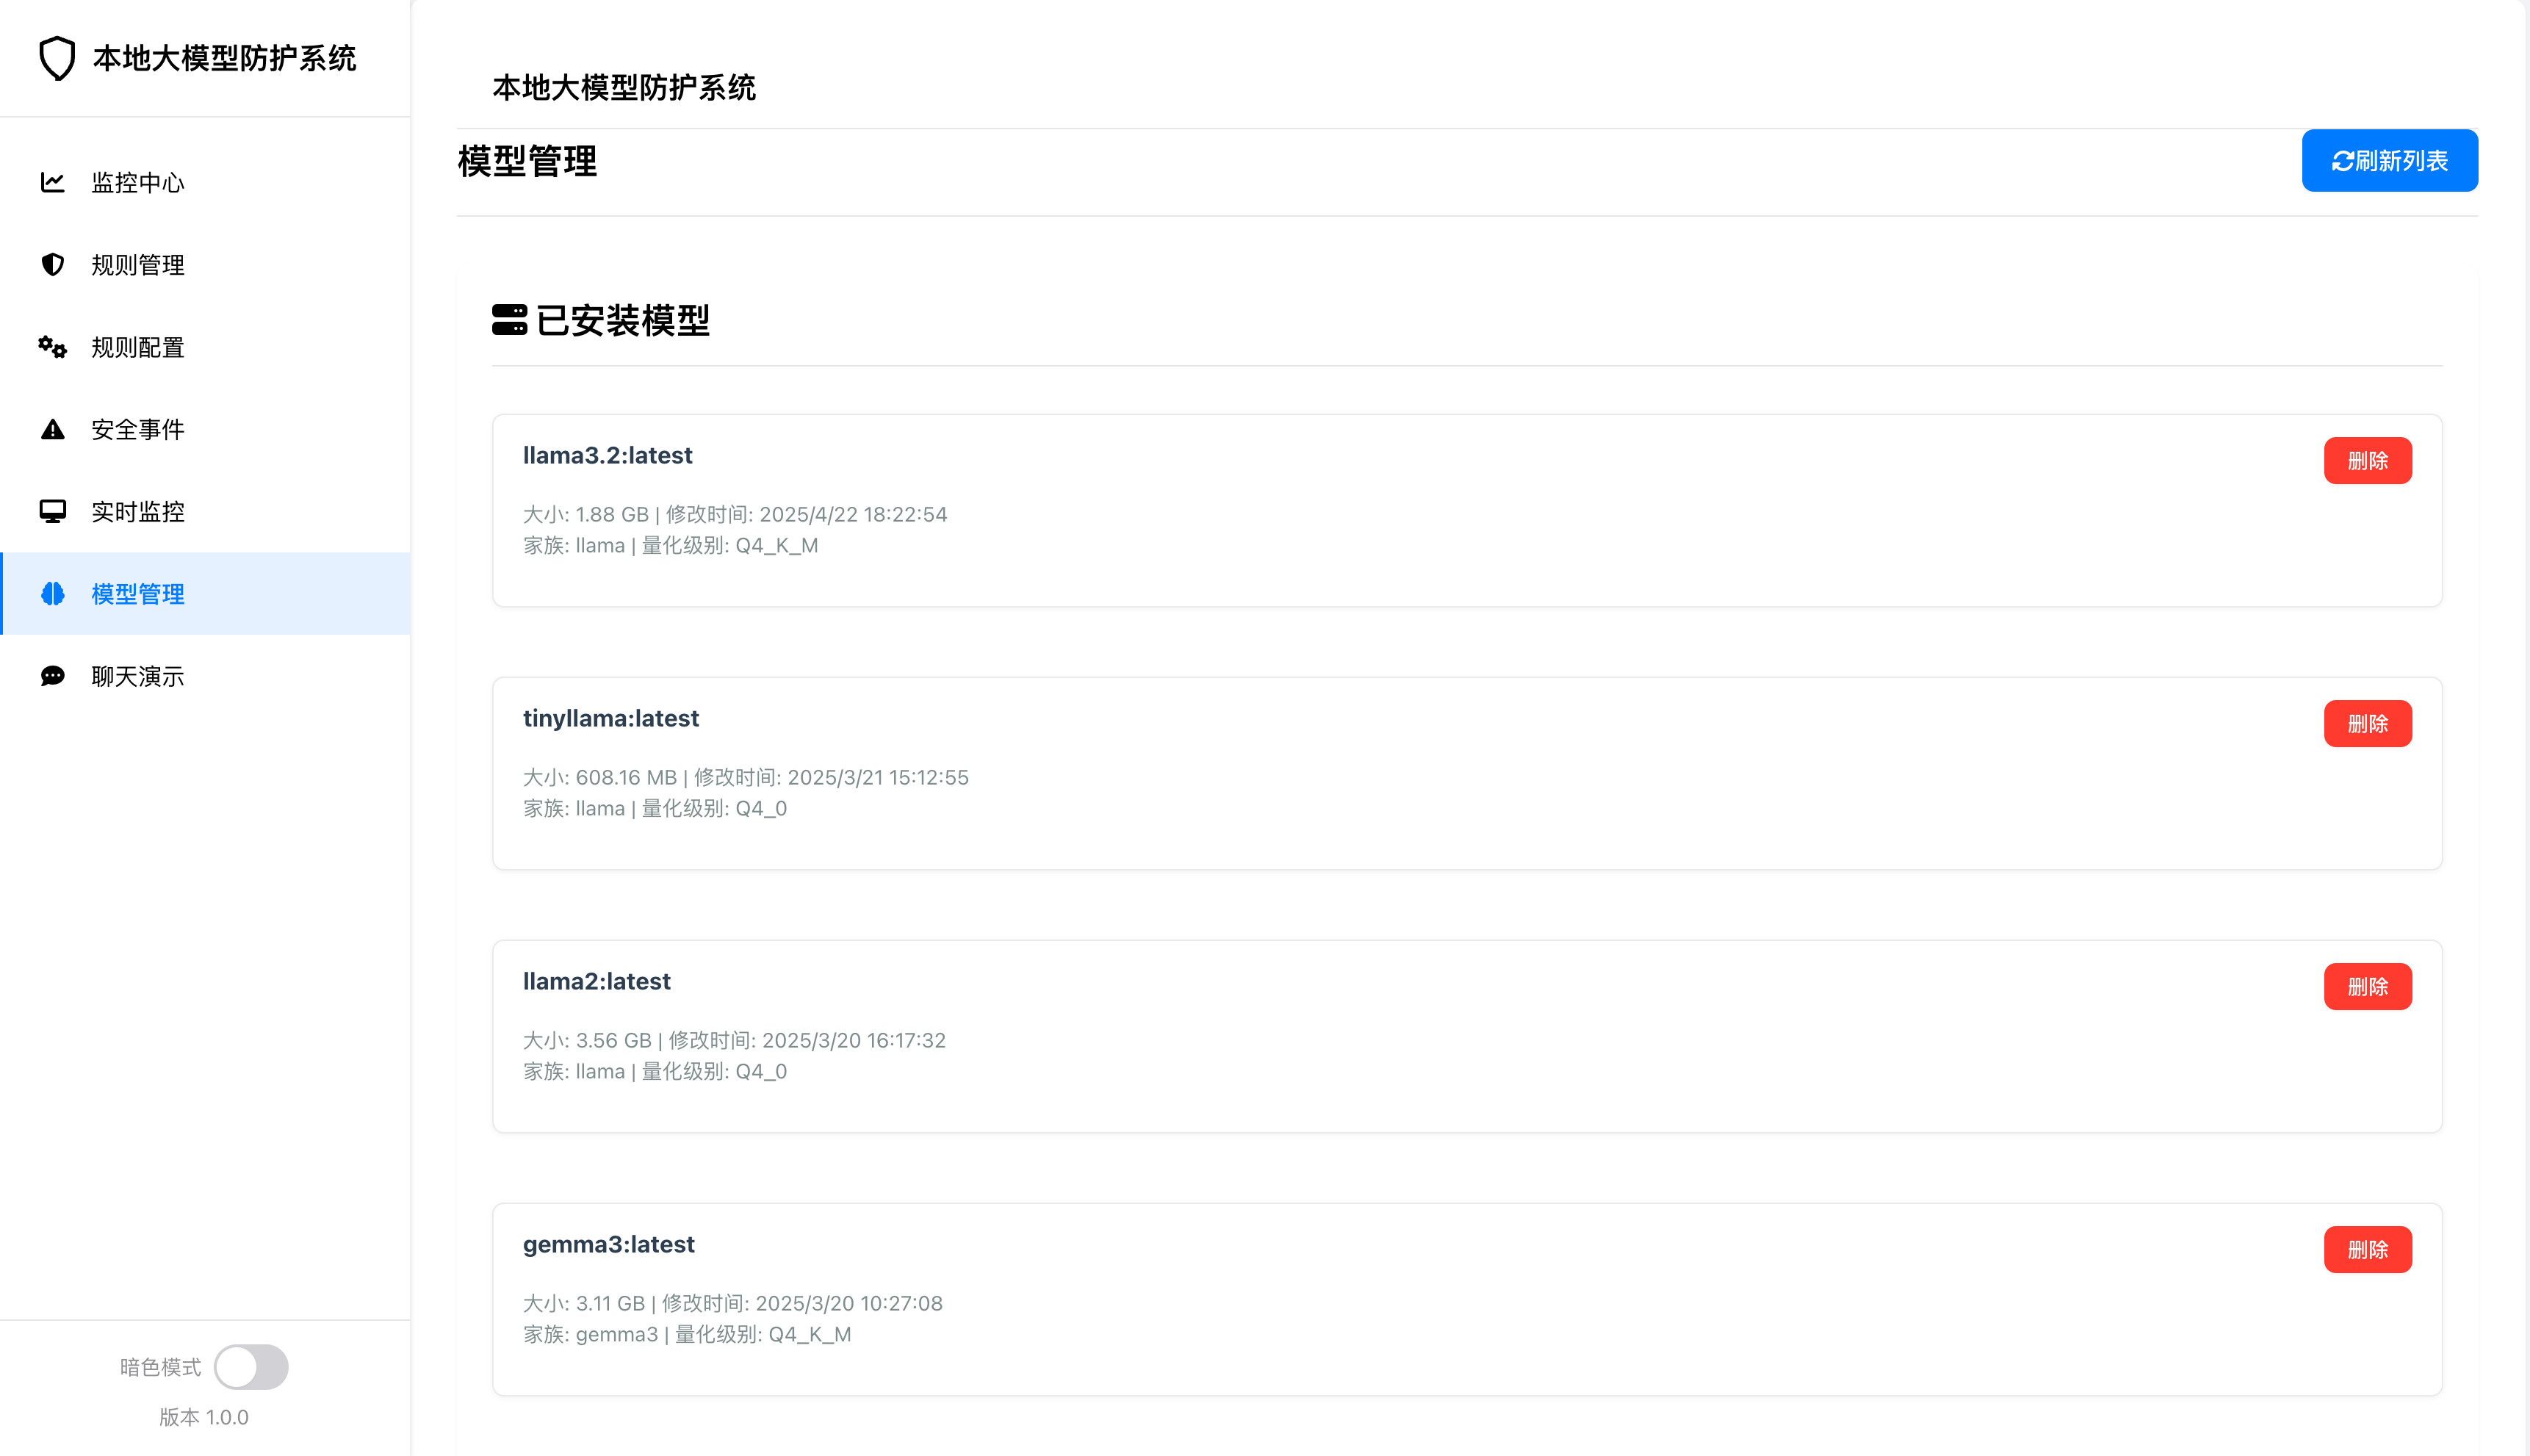 本地大模型防护系统
监控中心
规则管理
规则配置
安全事件
实时监控
模型管理
聊天演示
暗色模式
版本 1.0.0
本地大模型防护系统
模型管理
刷新列表
已安装模型
llama3.2:latest
删除
大小: 1.88 GB | 修改时间: 2025/4/22 18:22:54
家族: llama | 量化级别: Q4_K_M
tinyllama:latest
删除
大小: 608.16 MB | 修改时间: 2025/3/21 15:12:55
家族: llama | 量化级别: Q4_0
llama2:latest
删除
大小: 3.56 GB | 修改时间: 2025/3/20 16:17:32
家族: llama | 量化级别: Q4_0
gemma3:latest
删除
大小: 3.11 GB | 修改时间: 2025/3/20 10:27:08
家族: gemma3 | 量化级别: Q4_K_M